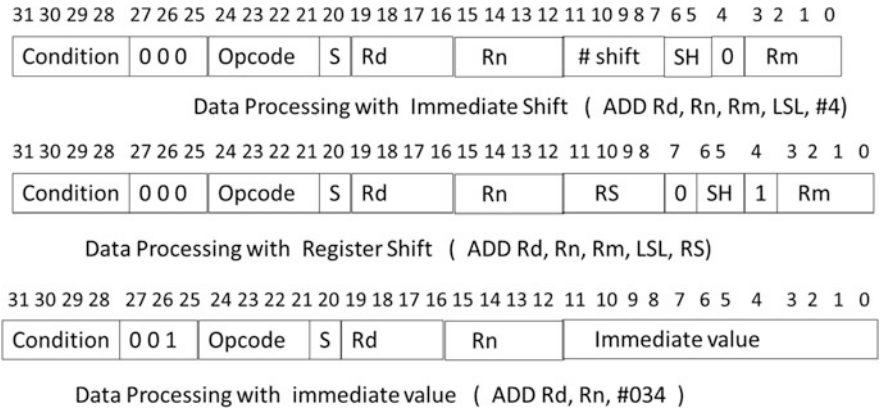 31 30 29 28 27 26 25 24 23 22 21 20 19 18 17 16 15 14 13 12 11 10 9 8 7 6 5 4 3 2 1 0
Condition 0 0 0 Opcode S Rd Rn # shift SH 0 Rm
Data Processing with Immediate Shift ( ADD Rd, Rn, Rm, LSL, #4)
31 30 29 28 27 26 25 24 23 22 21 20 19 18 17 16 15 14 13 12 11 10 9 8 7 6 5 4 3 2 1 0
Condition 0 0 0 Opcode S Rd Rn RS 0 SH 1 Rm
Data Processing with Register Shift ( ADD Rd, Rn, Rm, LSL, RS)
31 30 29 28 27 26 25 24 23 22 21 20 19 18 17 16 15 14 13 12 11 10 9 8 7 6 5 4 3 2 1 0
Condition 0 0 1 Opcode S Rd Rn Immediate value
Data Processing with immediate value ( ADD Rd, Rn, #034 )